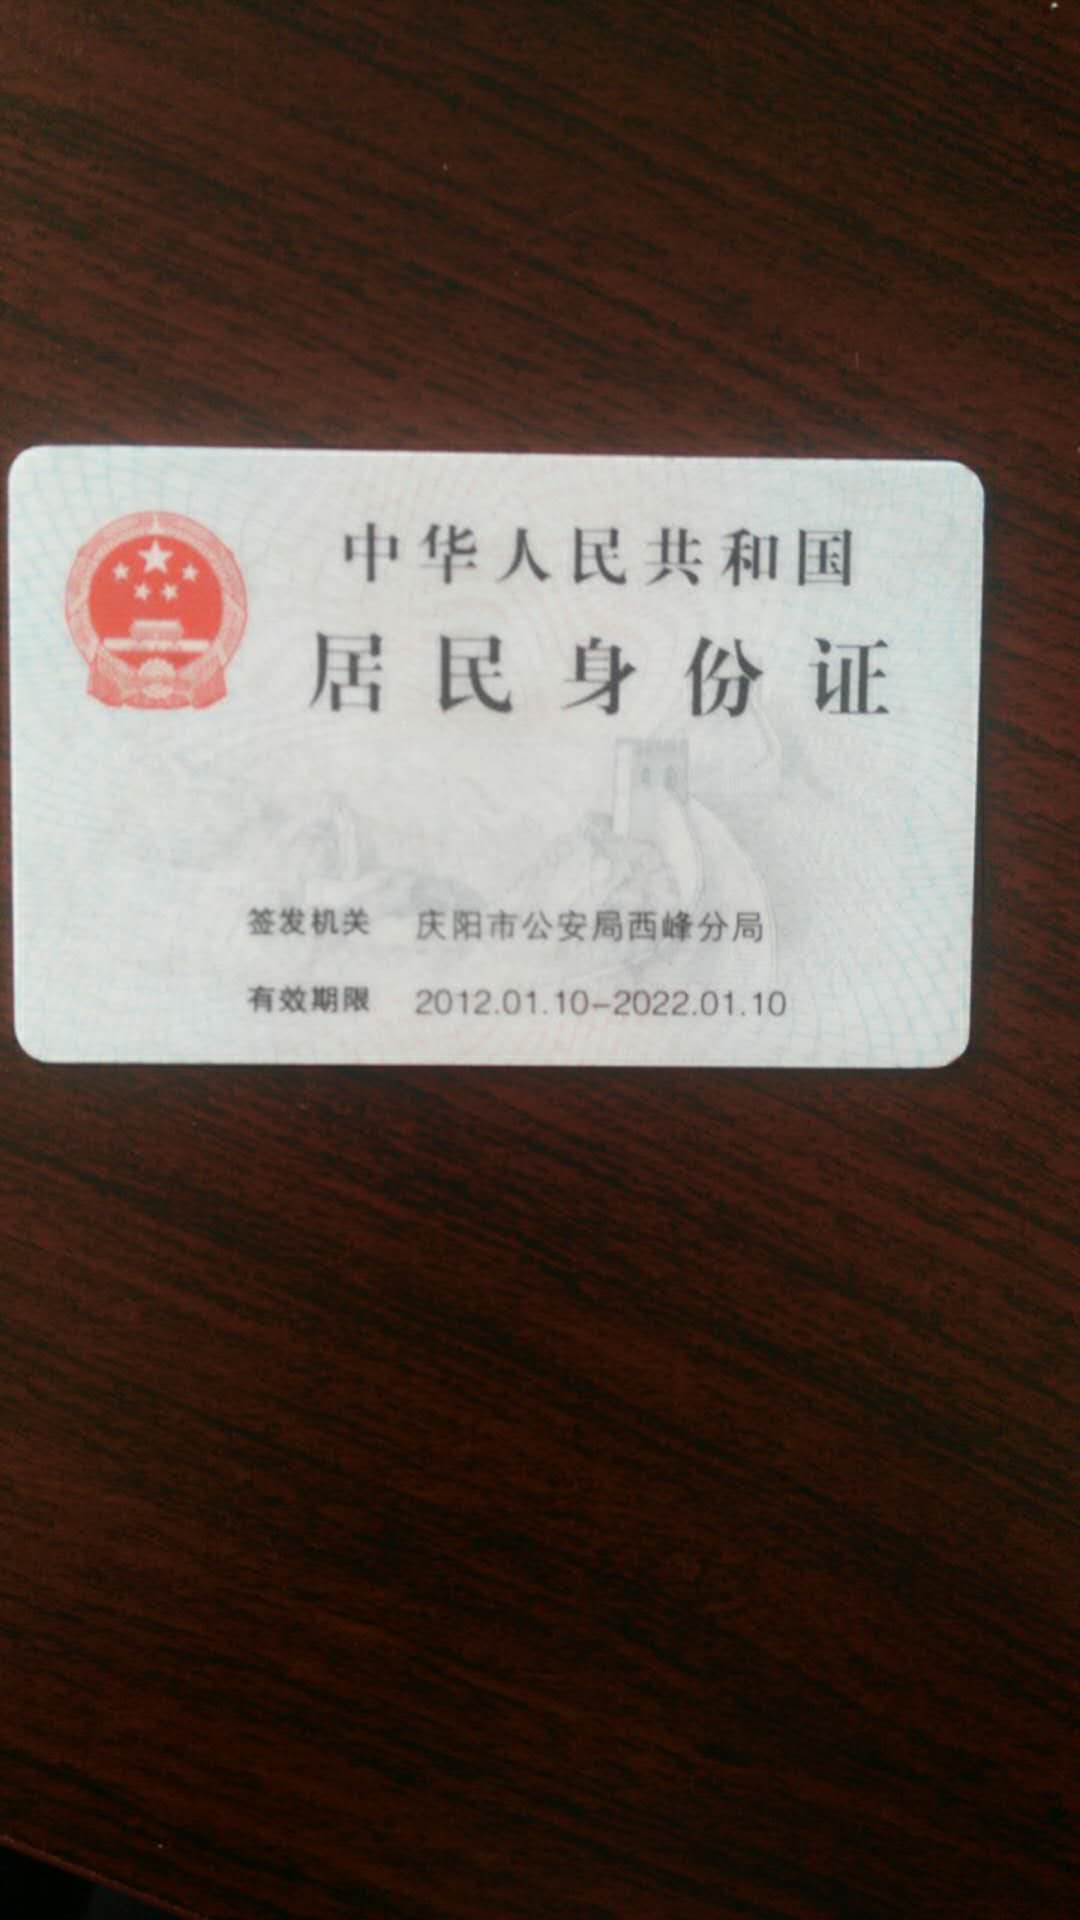 中华人民共和国
居民身份证
签发机关 庆阳市公安局西峰分局
有效期限 2012.01.10-2022.01.10